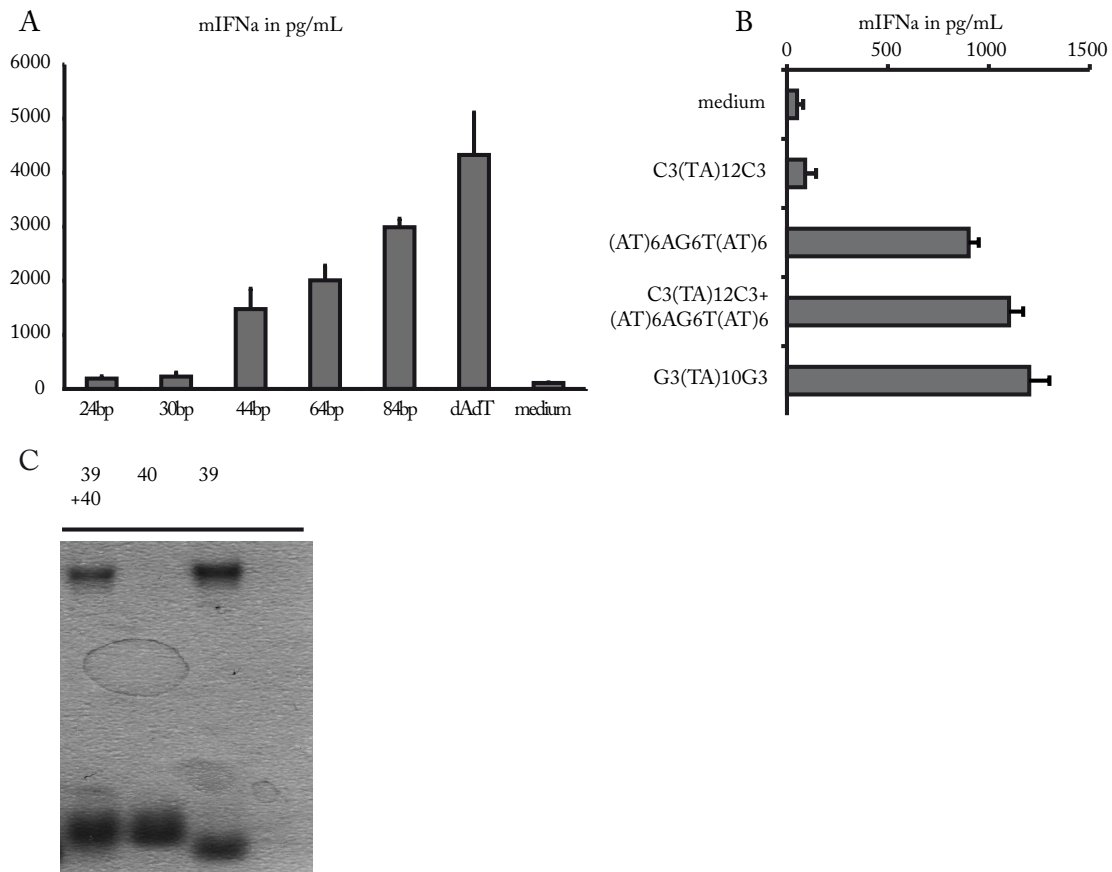 A
mIFNa in pg/mL
6000
5000
4000
3000
2000
1000
0
24bp 30bp 44bp 64bp 84bp dAdT medium
B
mIFNa in pg/mL
0 500 1000 1500
medium
C3(TA)12C3
(AT)6AG6T(AT)6
C3(TA)12C3+
(AT)6AG6T(AT)6
G3(TA)10G3
C
39 40 39
+40